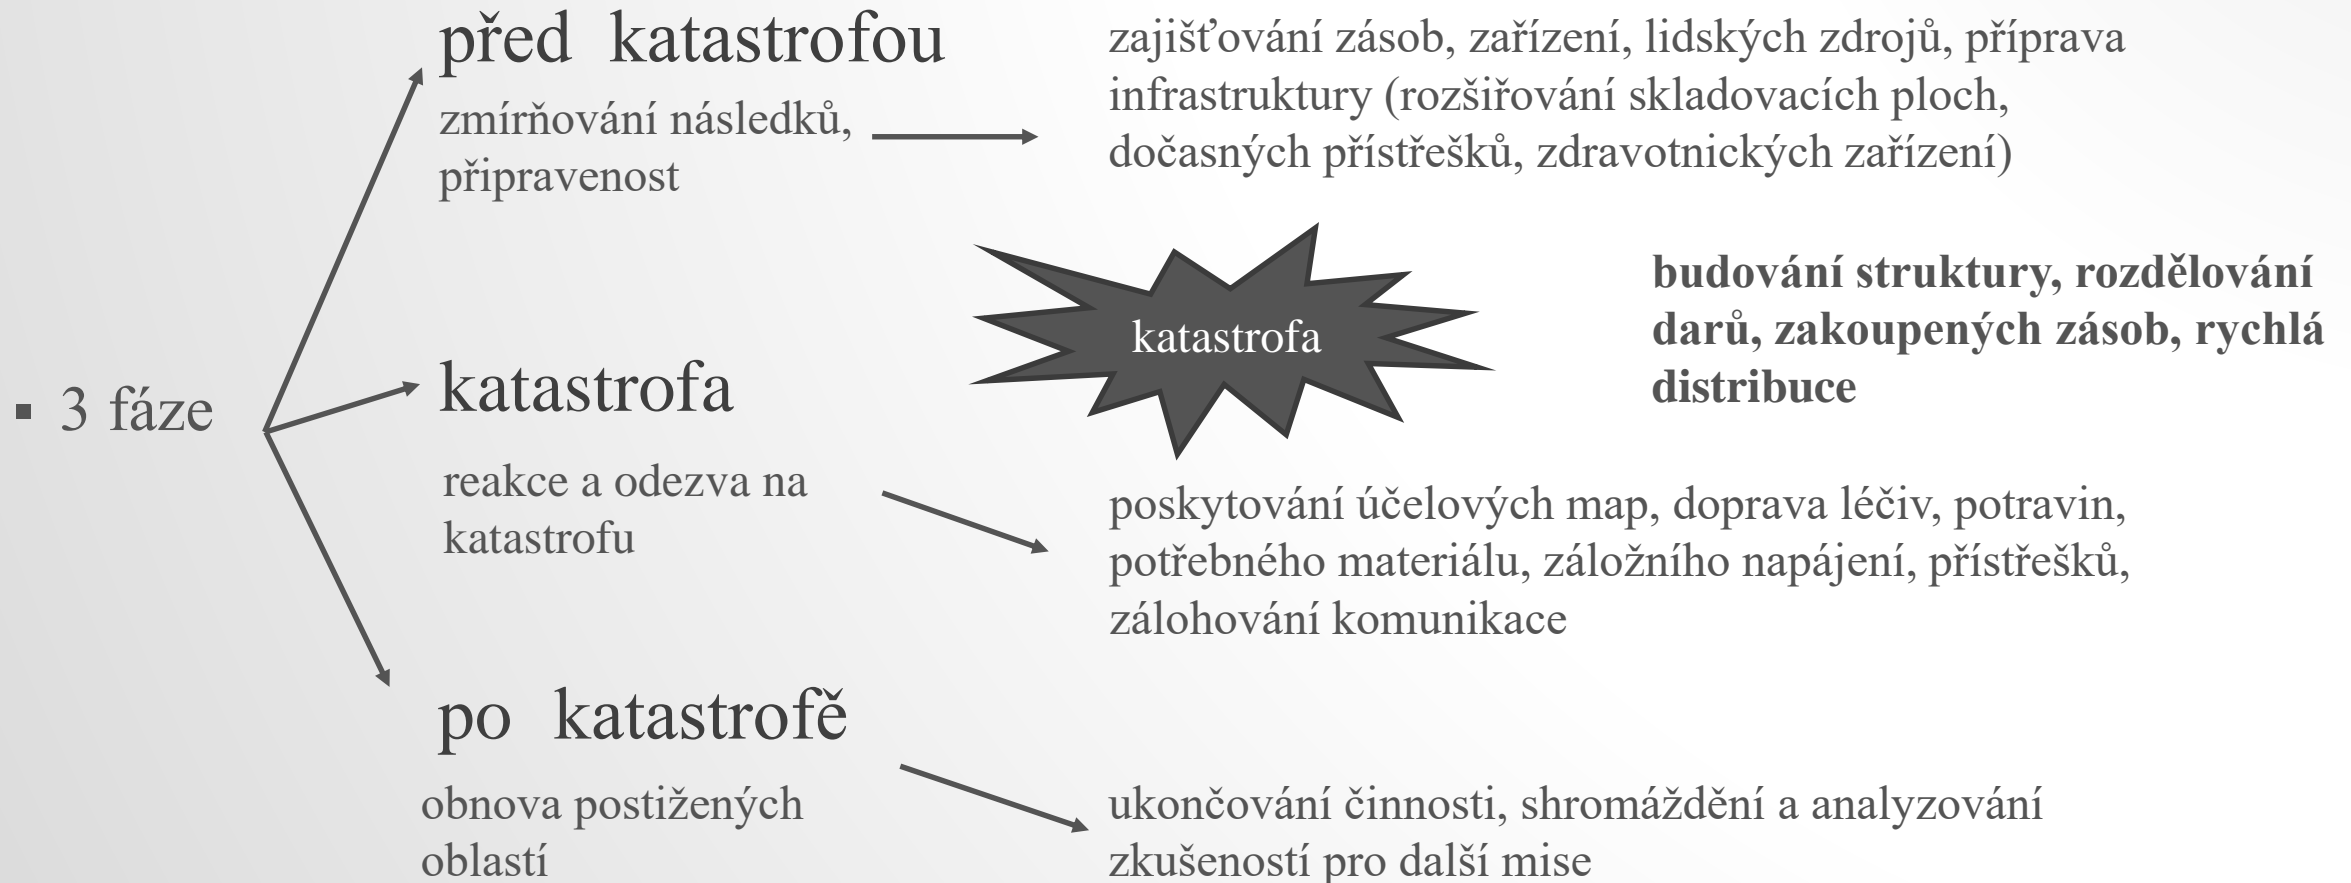 ▪ 3 fáze
před katastrofou
zmírňování následků,
připravenost
zajišťování zásob, zařízení, lidských zdrojů, příprava
infrastruktury (rozšiřování skladovacích ploch,
dočasných přístřešků, zdravotnických zařízení)
katastrofa
budování struktury, rozdělování
darů, zakoupených zásob, rychlá
distribuce
katastrofa
reakce a odezva na
katastrofu
poskytování účelových map, doprava léčiv, potravin,
potřebného materiálu, záložního napájení, přístřešků,
zálohování komunikace
po katastrofě
obnova postižených
oblastí
ukončování činnosti, shromáždění a analyzování
zkušeností pro další mise